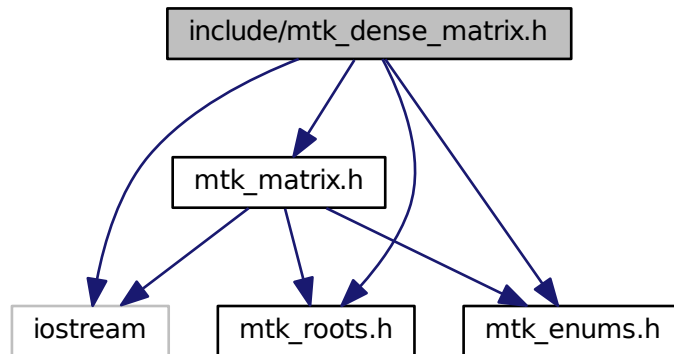 include/mtk_dense_matrix.h
mtk_matrix.h
iostream
mtk_roots.h
mtk_enums.h